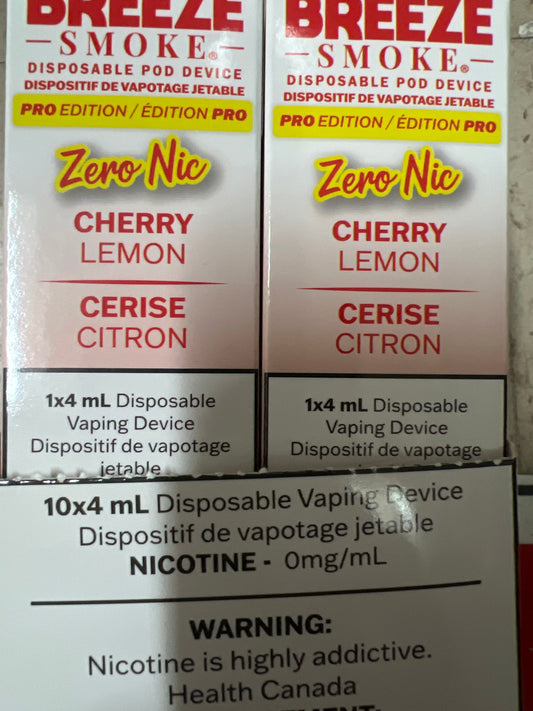 BREEZE
SMOKE®
DISPOSABLE POD DEVICE
DISPOSITIF DE VAPOTAGE JETABLE
PRO EDITION / ÉDITION PRO
Zero Nic
CHERRY
LEMON
CERISE
CITRON
1x4 mL Disposable
Vaping Device
Dispositif de vapotage
jetable
BREEZE
SMOKE®
DISPOSABLE POD DEVICE
DISPOSITIF DE VAPOTAGE JETABLE
PRO EDITION / ÉDITION PRO
Zero Nic
CHERRY
LEMON
CERISE
CITRON
1x4 mL Disposable
Vaping Device
Dispositif de vapotage
10x4 mL Disposable Vaping Device
Dispositif de vapotage jetable
NICOTINE - 0mg/mL
WARNING:
Nicotine is highly addictive.
Health Canada